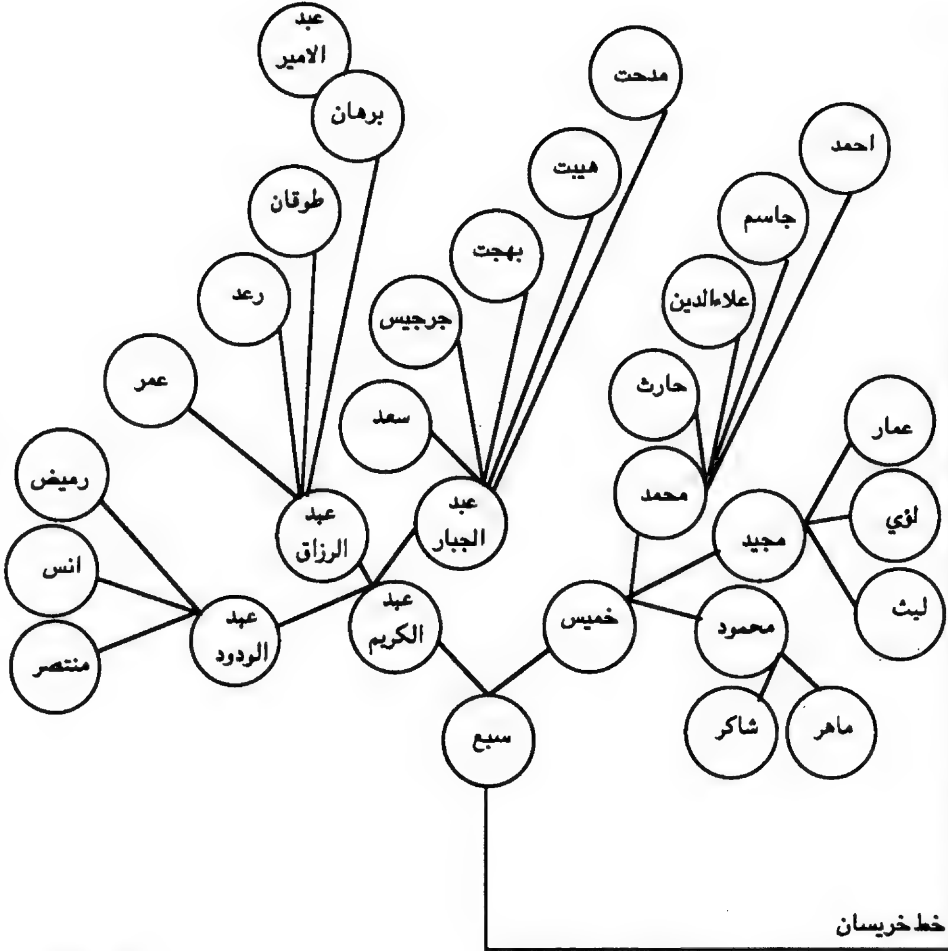 عبد
الامير
برهان
مدحت
احمد
هيبت
جاسم
طوقان
بهجت
رعد
علاءالدين
جرجيس
عمر
حارث
سعد
عمار
رميض
محمد
لؤي
عبد
الرزاق
عبد
الجبار
مجيد
انس
ليث
عبد
الودود
عبد
الكريم
خميس
محمود
منتصر
سبع
شاكر
ماهر
خط خريسان